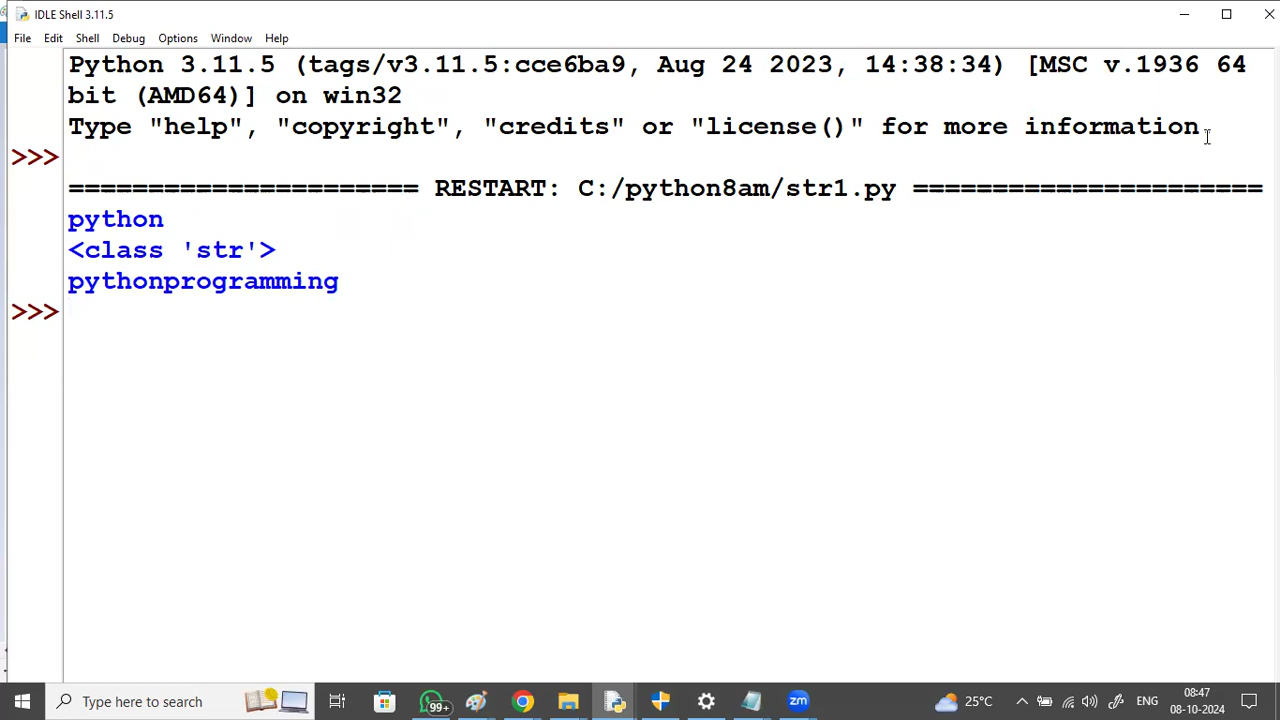 IDLE Shell 3.11.5
File Edit Shell Debug Options Window Help
Python 3.11.5 (tags/v3.11.5:cce6ba9, Aug 24 2023, 14:38:34) [MSC v.1936 64
bit (AMD64)] on win32
Type "help", "copyright", "credits" or "license()" for more information.
>>>
====================== RESTART: C:/python8am/str1.py ======================
python
<class 'str'>
pythonprogramming
>>>
Type here to search 99+ zm 25°C ENG 08:47
08-10-2024